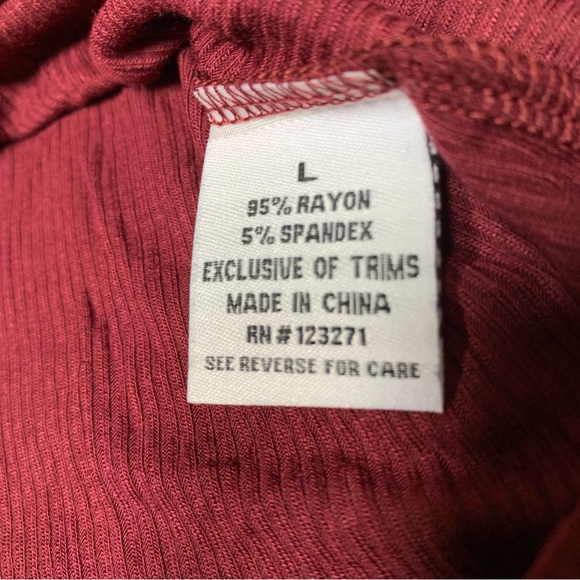 L
95% RAYON
5% SPANDEX
EXCLUSIVE OF TRIMS
MADE IN CHINA
RN#123271
SEE REVERSE FOR CARE